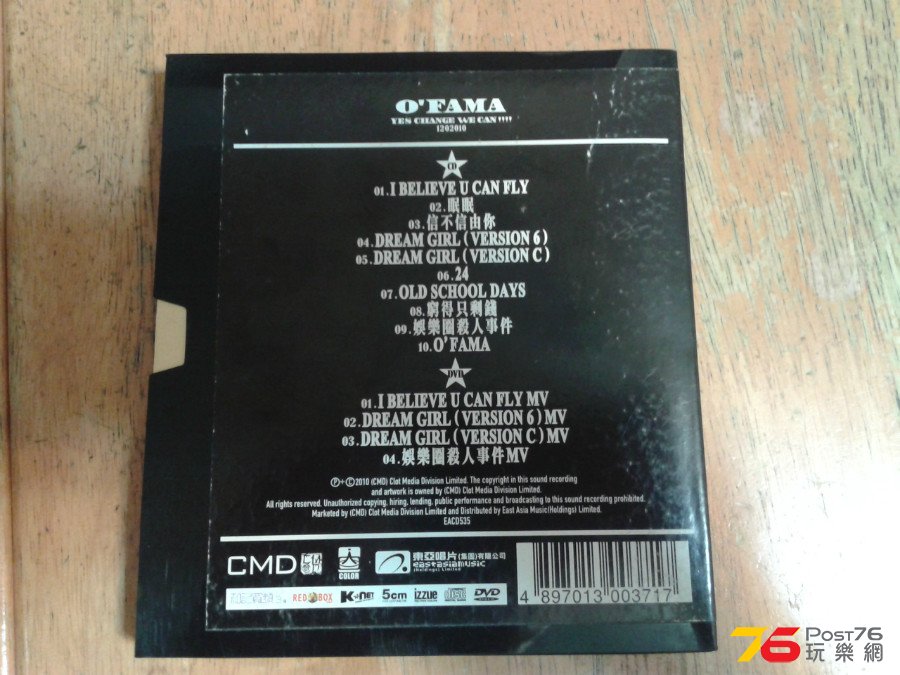 O'FAMA
YES CHANGE WE CAN!!!!
1202010
CD
01.I BELIEVE U CAN FLY
02.眠眠
03.信不信由你
04.DREAM GIRL (VERSION 6)
05.DREAM GIRL (VERSION C)
06.24
07.OLD SCHOOL DAYS
08.窮得只剩錢
09.娛樂圈殺人事件
10.O'FAMA
DVD
01.I BELIEVE U CAN FLY MV
02.DREAM GIRL (VERSION 6) MV
03.DREAM GIRL (VERSION C) MV
04.娛樂圈殺人事件MV
℗+©2010 (CMD) Clot Media Division Limited. The copyright in this sound recording
and artwork is owned by (CMD) Clot Media Division Limited.
All rights reserved. Unauthorized copying, hiring, lending, public performance and broadcasting to this sound recording prohibited.
Marketed by (CMD) Clot Media Division Limited and Distributed by East Asia Music(Holdings) Limited.
EACD535
CMD
COLOR
東亞唱片(集團)有限公司
eastasiamusic
(Holdings) Limited
RED BOX
K-NET
5cm
izzue
DVD
4 897013 003717
76 POST76
玩樂網